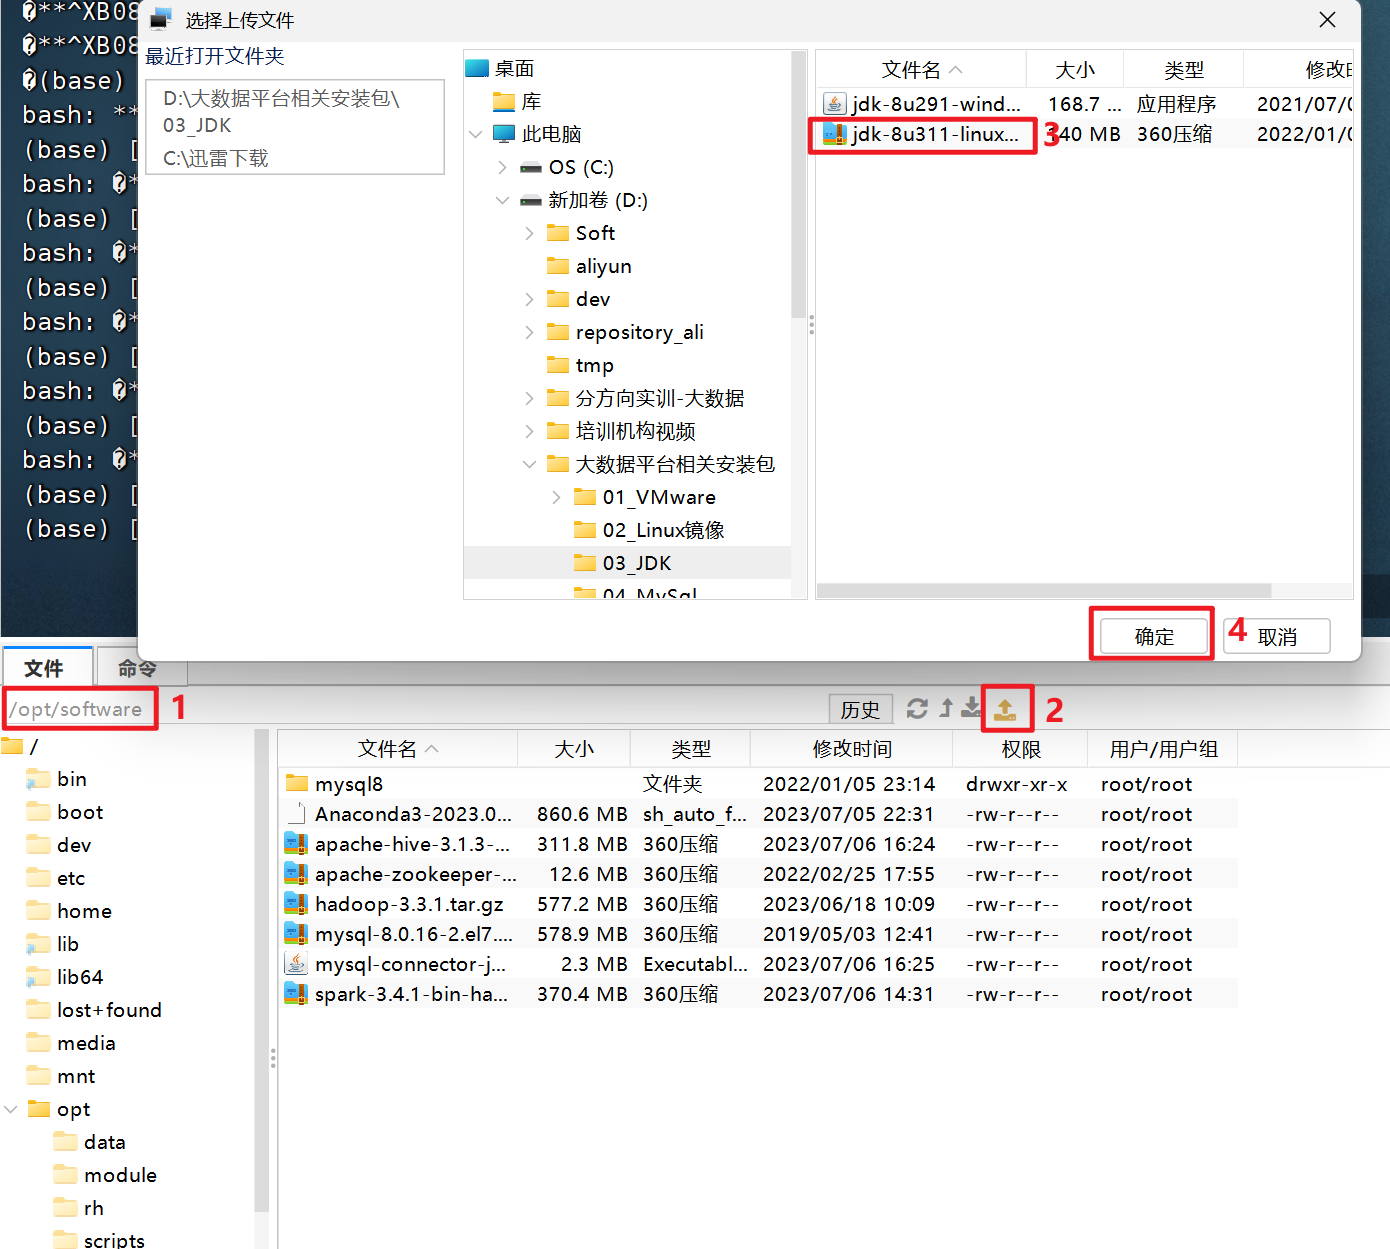 �**^XB08
�**^XB08
�(base)
bash: **
(base) [
bash: �*
(base) [
bash: �*
(base) [
bash: �*
(base) [
bash: �*
(base) [
bash: �*
(base) [
(base) [
选择上传文件
最近打开文件夹
D:\大数据平台相关安装包\
03_JDK
C:\迅雷下载
桌面
库
此电脑
OS (C:)
新加卷 (D:)
Soft
aliyun
dev
repository_ali
tmp
分方向实训-大数据
培训机构视频
大数据平台相关安装包
01_VMware
02_Linux镜像
03_JDK
04_MySql
文件名 大小 类型 修改
jdk-8u291-wind... 168.7 ... 应用程序 2021/07/0
jdk-8u311-linux... 3 40 MB 360压缩 2022/01/0
确定 4 取消
文件 命令
/opt/software 1 历史 2
/
bin
boot
dev
etc
home
lib
lib64
lost+found
media
mnt
opt
data
module
rh
scripts
文件名 大小 类型 修改时间 权限 用户/用户组
mysql8 文件夹 2022/01/05 23:14 drwxr-xr-x root/root
Anaconda3-2023.0... 860.6 MB sh_auto_f... 2023/07/05 22:31 -rw-r--r-- root/root
apache-hive-3.1.3-... 311.8 MB 360压缩 2023/07/06 16:24 -rw-r--r-- root/root
apache-zookeeper-... 12.6 MB 360压缩 2022/02/25 17:55 -rw-r--r-- root/root
hadoop-3.3.1.tar.gz 577.2 MB 360压缩 2023/06/18 10:09 -rw-r--r-- root/root
mysql-8.0.16-2.el7.... 578.9 MB 360压缩 2019/05/03 12:41 -rw-r--r-- root/root
mysql-connector-j... 2.3 MB Executabl... 2023/07/06 16:25 -rw-r--r-- root/root
spark-3.4.1-bin-ha... 370.4 MB 360压缩 2023/07/06 14:31 -rw-r--r-- root/root